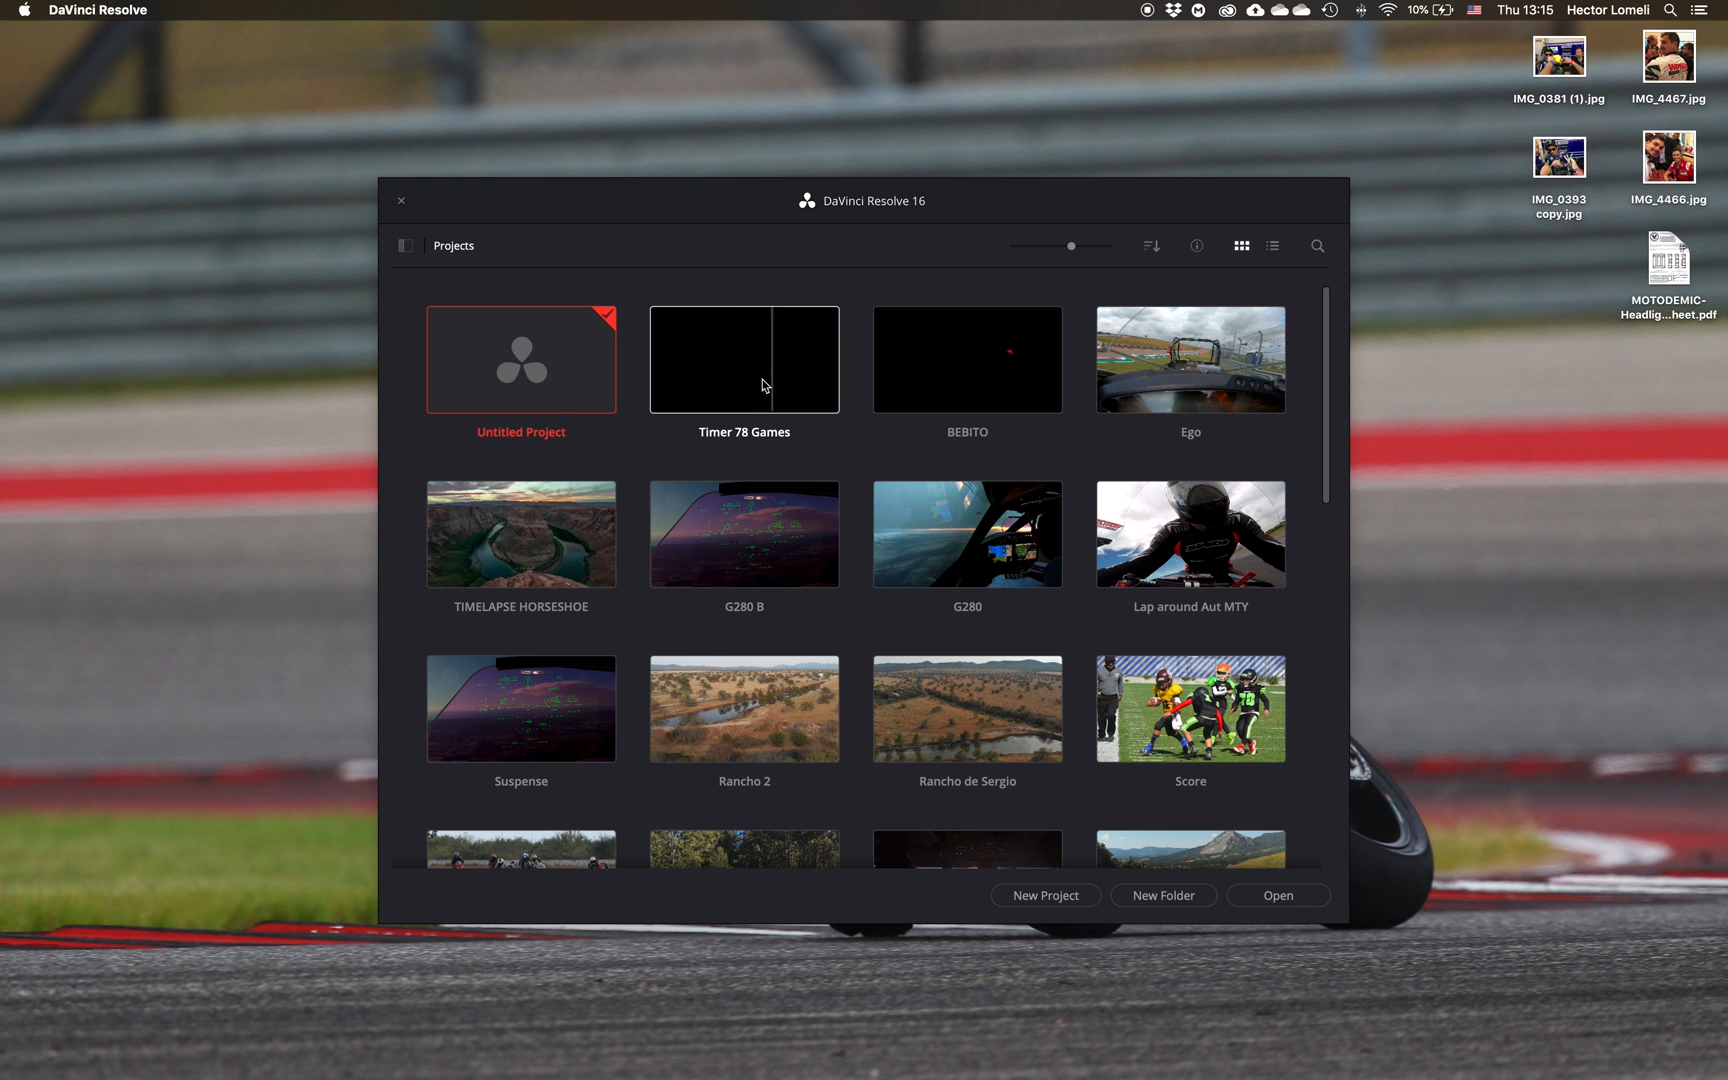 DaVinci Resolve
10%
Thu 13:15
Hector Lomeli
IMG_0381 (1).jpg
IMG_4467.jpg
IMG_0393
copy.jpg
IMG_4466.jpg
PDF
MOTODEMIC-
Headlig...heet.pdf
DaVinci Resolve 16
Projects
Untitled Project
Timer 78 Games
BEBITO
Ego
TIMELAPSE HORSESHOE
G280 B
G280
Lap around Aut MTY
Suspense
Rancho 2
Rancho de Sergio
Score
New Project
New Folder
Open